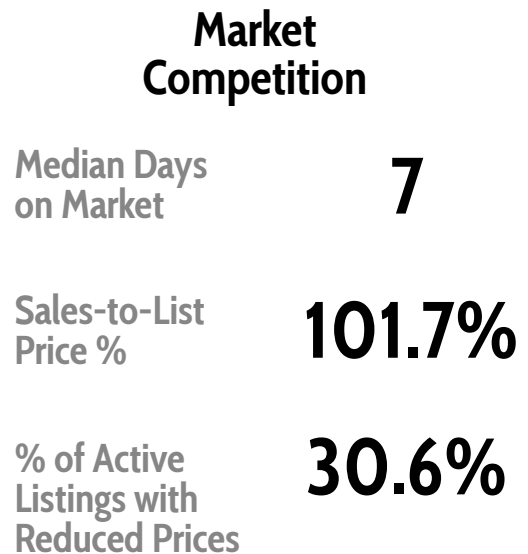 Market
Competition
Median Days
on Market
7
Sales-to-List
Price %
101.7%
% of Active
Listings with
Reduced Prices
30.6%